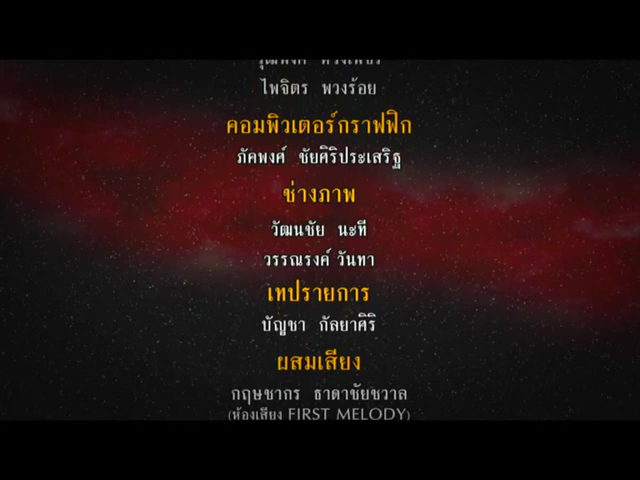 ไพจิตร พวงร้อย
คอมพิวเตอร์กราฟฟิก
ภัคพงศ์ ชัยศิริประเสริฐ
ช่างภาพ
วัฒนชัย นะที
วรรณรงค์ วันทา
เทปรายการ
บัญชา กัลยาศิริ
ผสมเสียง
กฤษชากร ธาดาชัยชวาล
(ห้องเสียง FIRST MELODY)